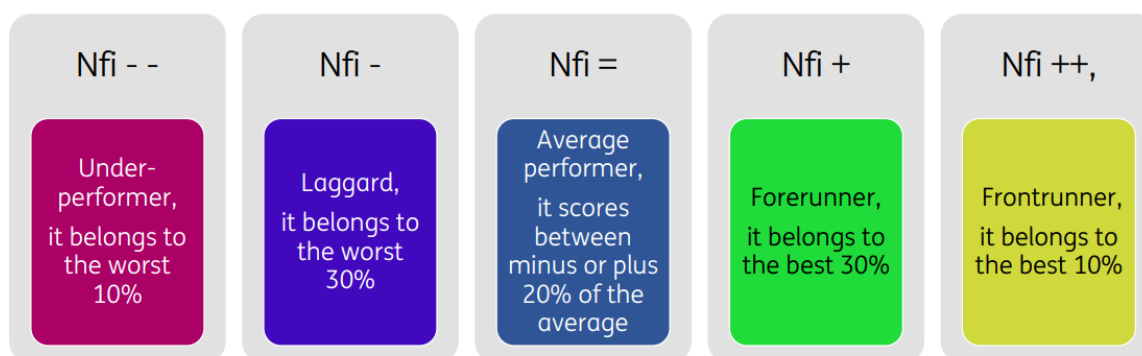 Nfi - -
Under-
performer,
it belongs to
the worst
10%
Nfi -
Laggard,
it belongs to
the worst
30%
Nfi =
Average
performer,
it scores
between
minus or plus
20% of the
average
Nfi +
Forerunner,
it belongs to
the best 30%
Nfi ++,
Frontrunner,
it belongs to
the best 10%